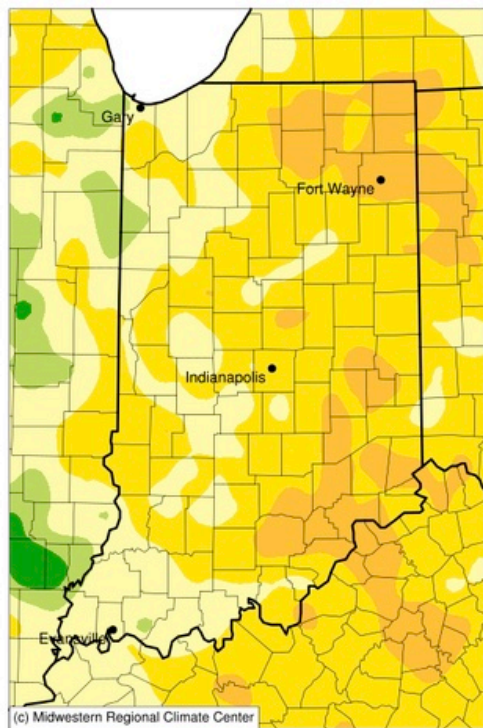 Gary
Fort Wayne
Indianapolis
Evansville
(c) Midwestern Regional Climate Center